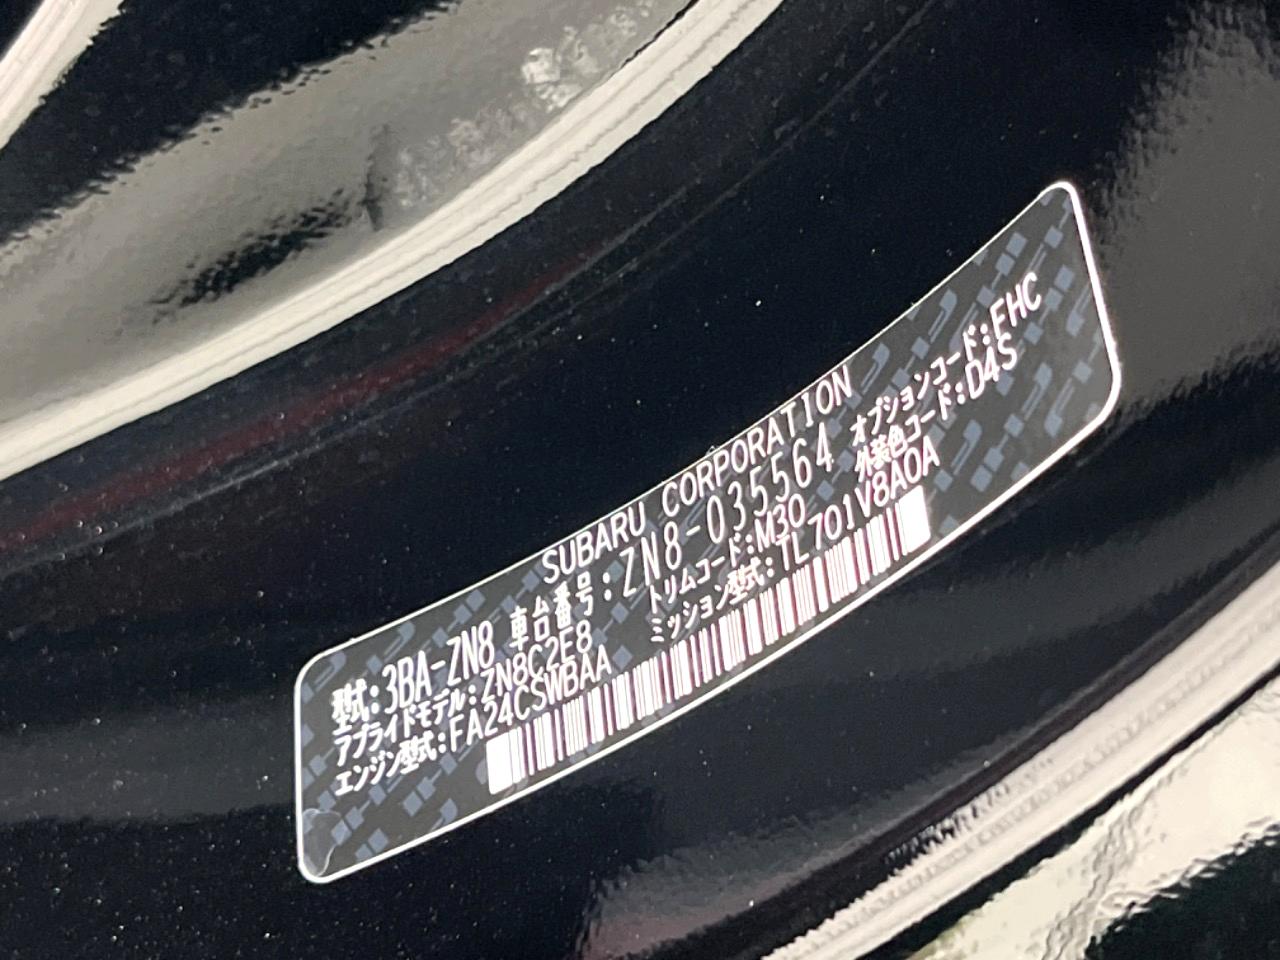 SUBARU CORPORATION
型式:3BA-ZN8 車台番号:ZN8-035564 オプションコード:EHC
アプライドモデル:ZN8C2E8 トリムコード:M30 外装色コード:D4S
エンジン型式:FA24CSWBAA ミッション型式:TL701V8AOA